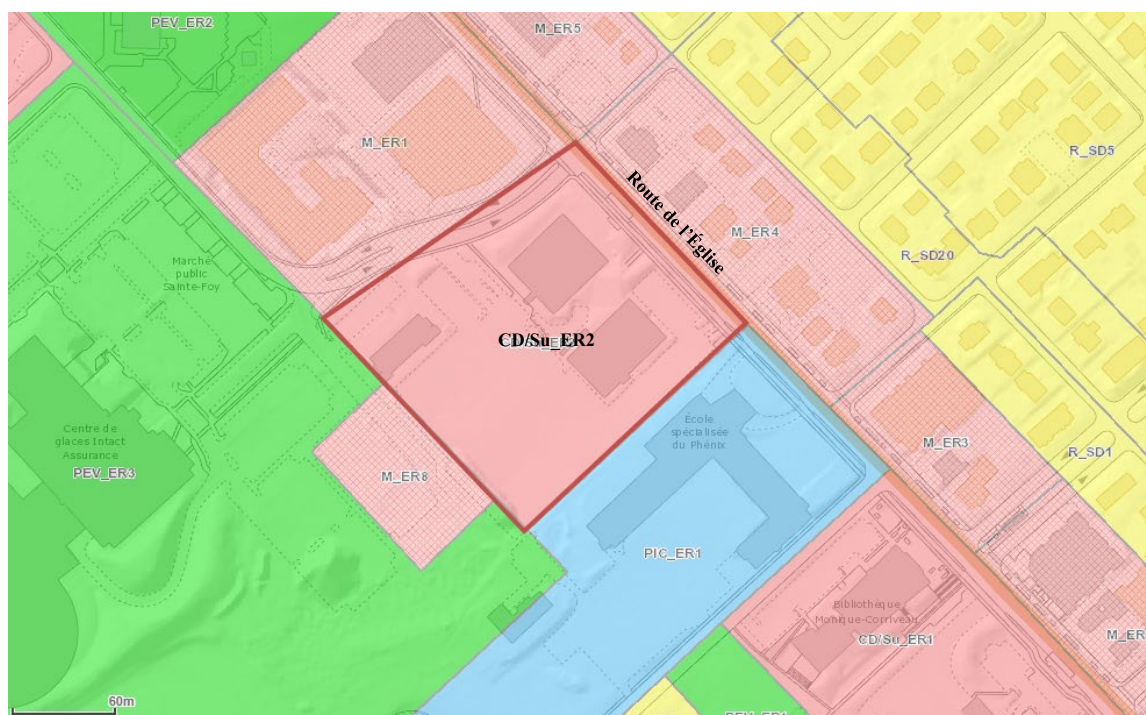 PEV_ER2
M_ER5
M_ER1
R_SD5
Route de l'Église
M_ER4
R_SD20
Marché
public
Sainte-Foy
CD/Su_ER2
École
spécialisée
du Phénix
Centre de
glaces Intact
Assurance
PEV_ER3
M_ER3
R_SD1
M_ER8
PIC_ER1
Bibliothèque
Monique-Corriveau
CD/Su_ER1
M_ER
60m